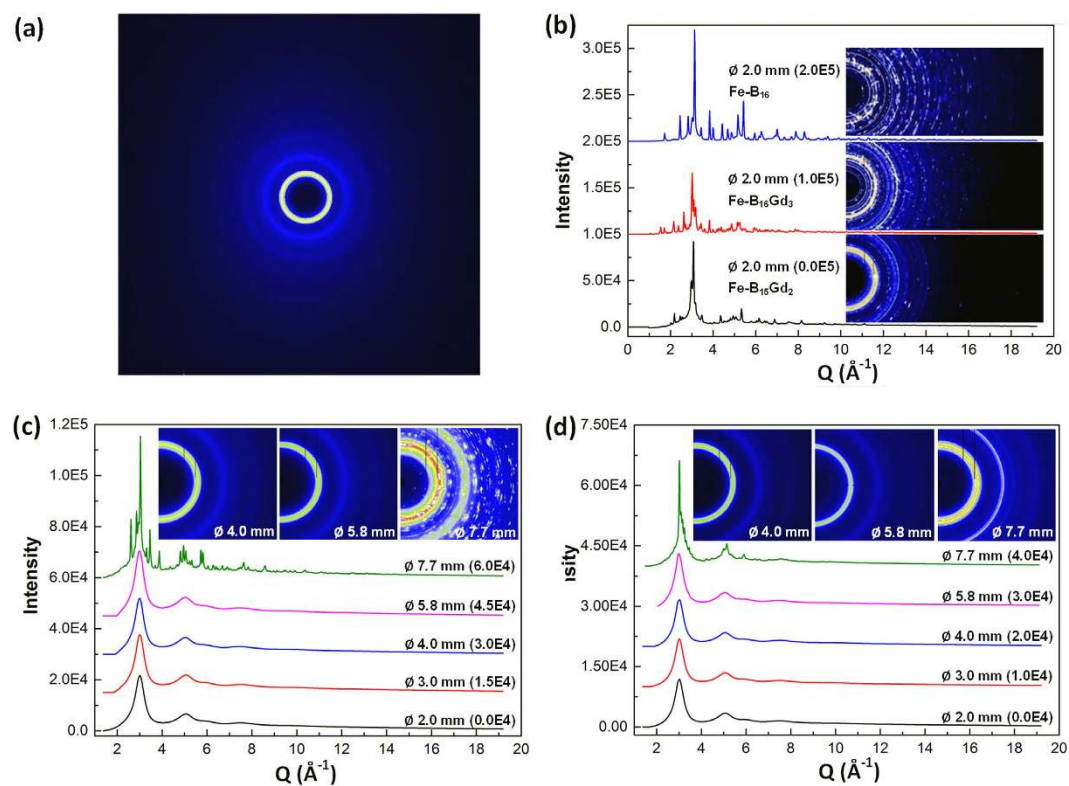 (a)
(b)
3.0E5
2.5E5
2.0E5
1.5E5
1.0E5
5.0E4
0.0
Intensity
ø 2.0 mm (2.0E5)
Fe-B₁₆
ø 2.0 mm (1.0E5)
Fe-B₁₆Gd₃
ø 2.0 mm (0.0E5)
Fe-B₁₅Gd₂
0 2 4 6 8 10 12 14 16 18 20
Q (Å⁻¹)
(c)
1.2E5
1.0E5
8.0E4
6.0E4
4.0E4
2.0E4
0.0
Intensity
Ø 4.0 mm
Ø 5.8 mm
Ø 7.7 mm
Ø 7.7 mm (6.0E4)
Ø 5.8 mm (4.5E4)
Ø 4.0 mm (3.0E4)
Ø 3.0 mm (1.5E4)
Ø 2.0 mm (0.0E4)
2 4 6 8 10 12 14 16 18 20
Q (Å⁻¹)
(d)
7.50E4
6.00E4
4.50E4
3.00E4
1.50E4
0.00
ısity
Ø 4.0 mm
Ø 5.8 mm
Ø 7.7 mm
Ø 7.7 mm (4.0E4)
Ø 5.8 mm (3.0E4)
Ø 4.0 mm (2.0E4)
Ø 3.0 mm (1.0E4)
Ø 2.0 mm (0.0E4)
2 4 6 8 10 12 14 16 18 20
Q (Å⁻¹)